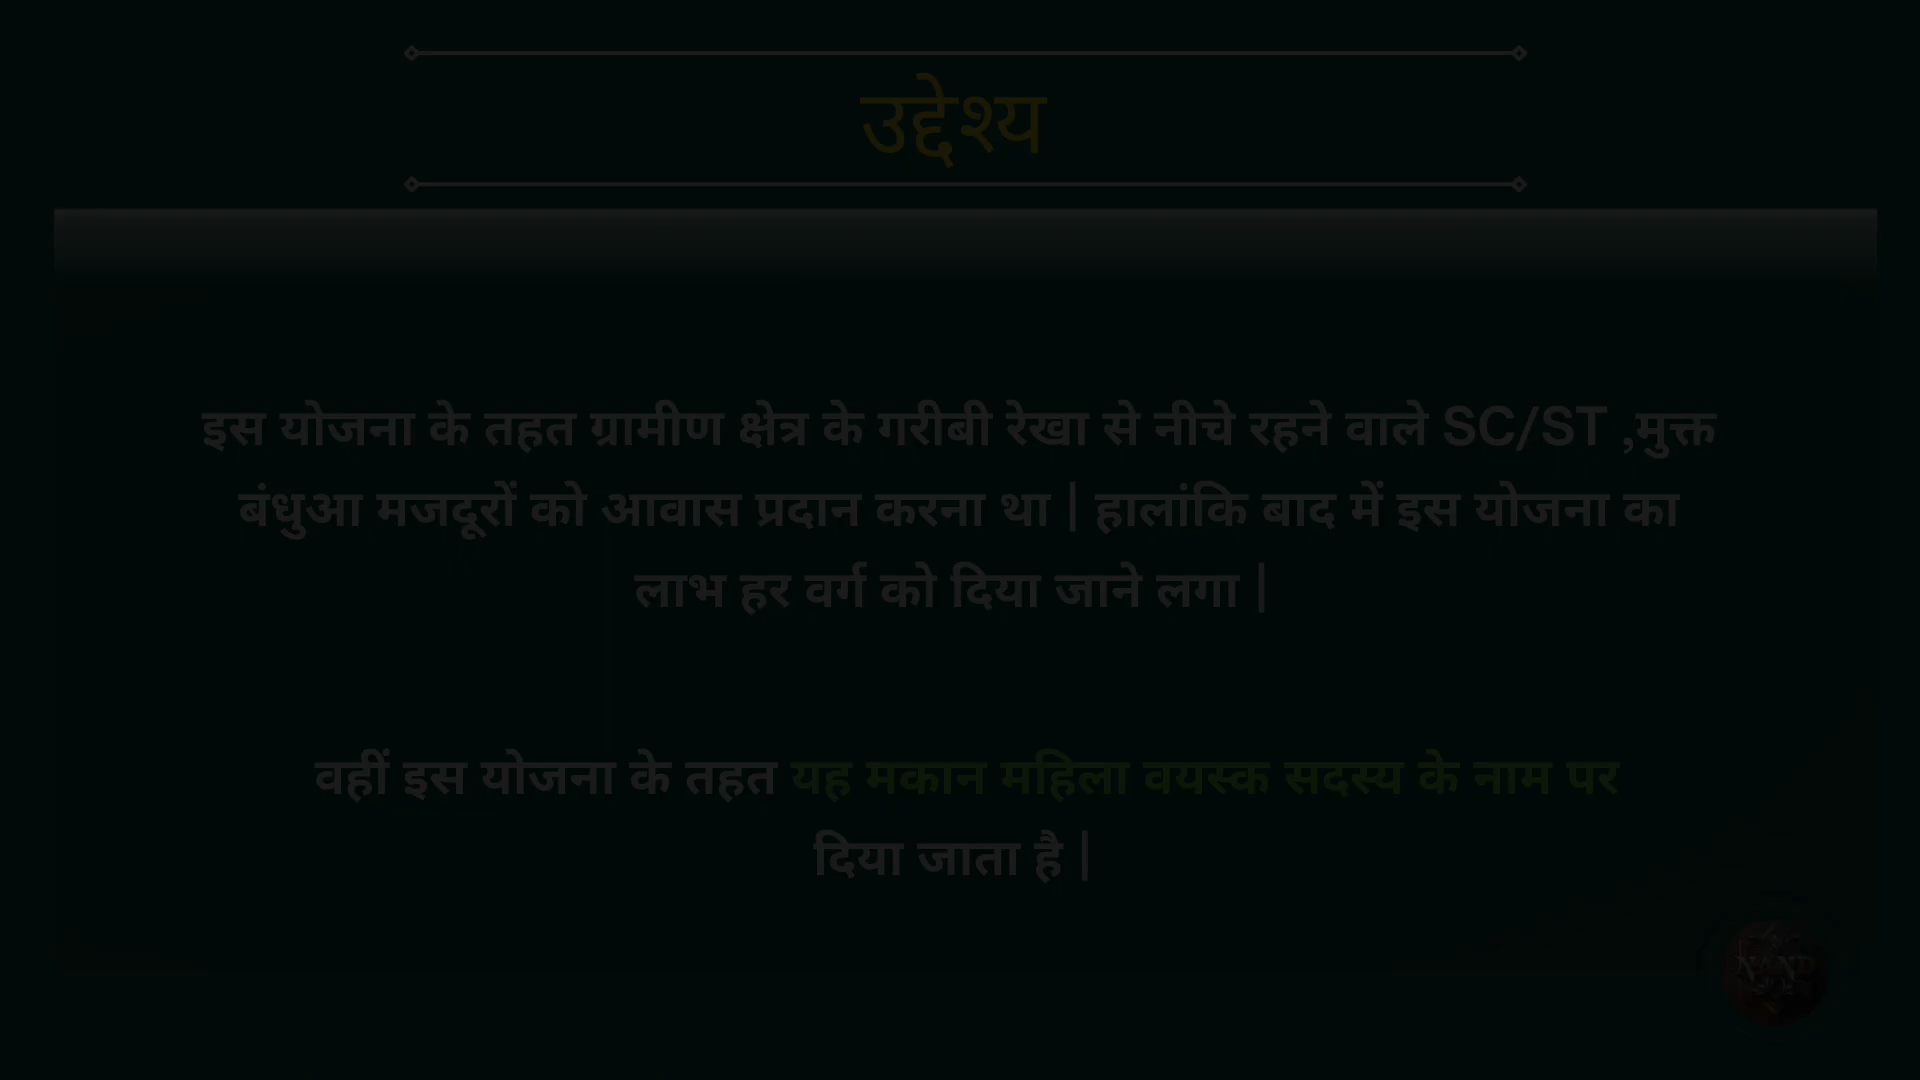 उद्देश्य
इस योजना के तहत ग्रामीण क्षेत्र के गरीबी रेखा से नीचे रहने वाले SC/ST ,मुक्त
बंधुआ मजदूरों को आवास प्रदान करना था | हालांकि बाद में इस योजना का
लाभ हर वर्ग को दिया जाने लगा |
वहीं इस योजना के तहत यह मकान महिला वयस्क सदस्य के नाम पर
दिया जाता है |
NAND